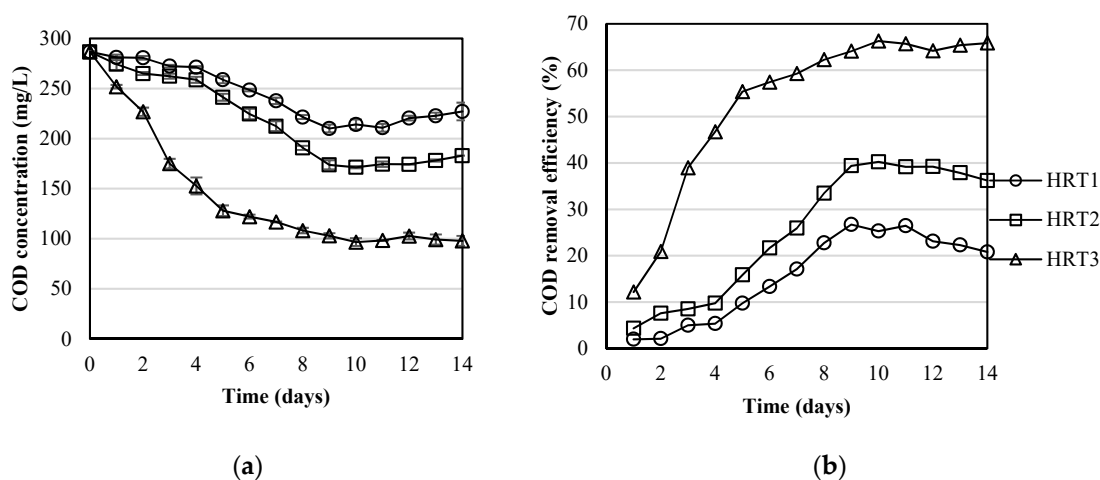 300
250
200
150
100
50
0
COD concentration (mg/L)
0 2 4 6 8 10 12 14
Time (days)
(a)
70
60
50
40
30
20
10
0
COD removal efficiency (%)
0 2 4 6 8 10 12 14
Time (days)
HRT1
HRT2
HRT3
(b)